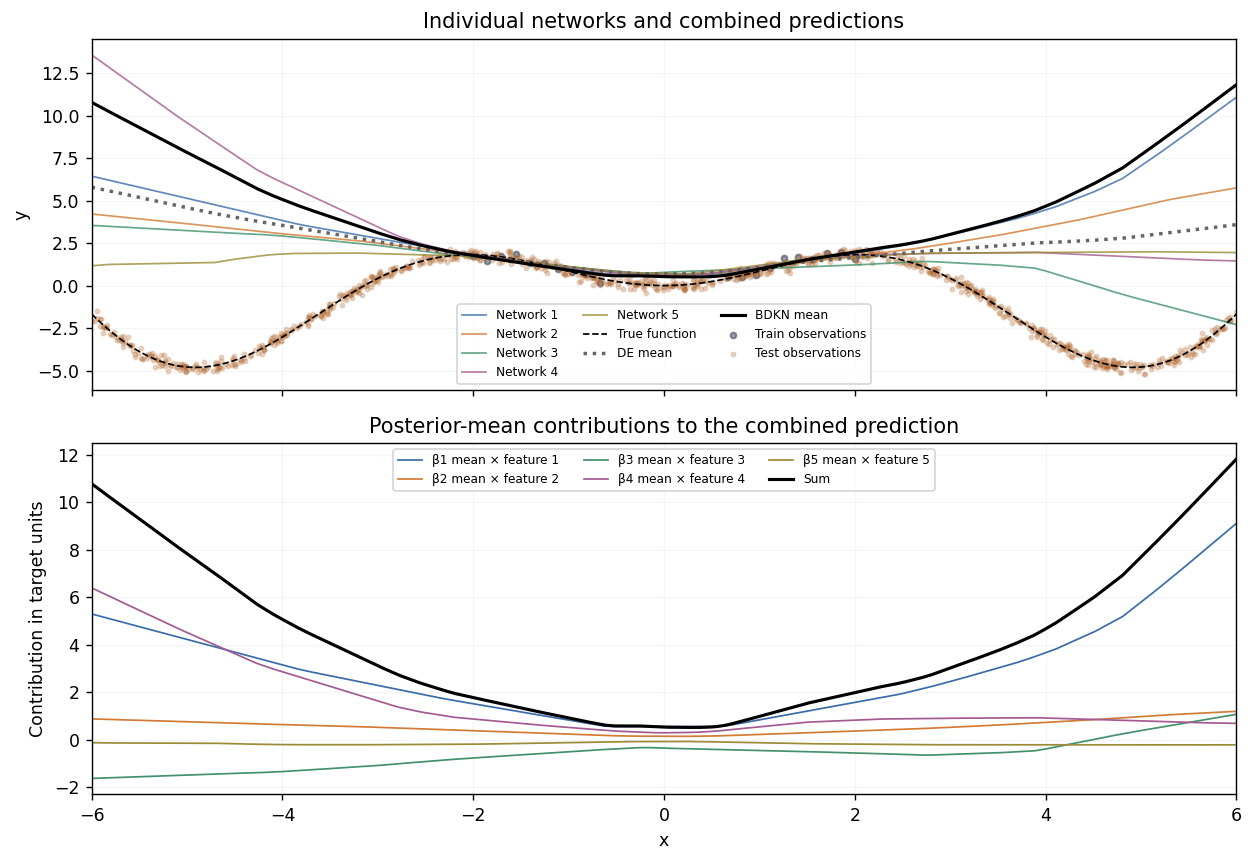 Individual networks and combined predictions
12.5
10.0
7.5
5.0
2.5
0.0
−2.5
−5.0
y
Network 1
Network 2
Network 3
Network 4
Network 5
True function
DE mean
BDKN mean
Train observations
Test observations
Posterior-mean contributions to the combined prediction
12
10
8
6
4
2
0
−2
Contribution in target units
β1 mean × feature 1
β2 mean × feature 2
β3 mean × feature 3
β4 mean × feature 4
β5 mean × feature 5
Sum
−6 −4 −2 0 2 4 6
x